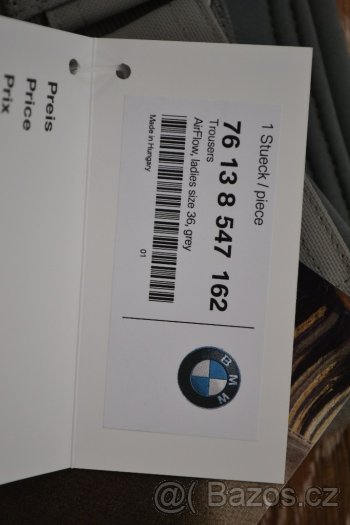 Preis
Price
Prix
1 Stueck / piece
76 13 8 547 162
Trousers
AirFlow, ladies size 36, grey
Made in Hungary
01
BMW
@( Bazos.cz